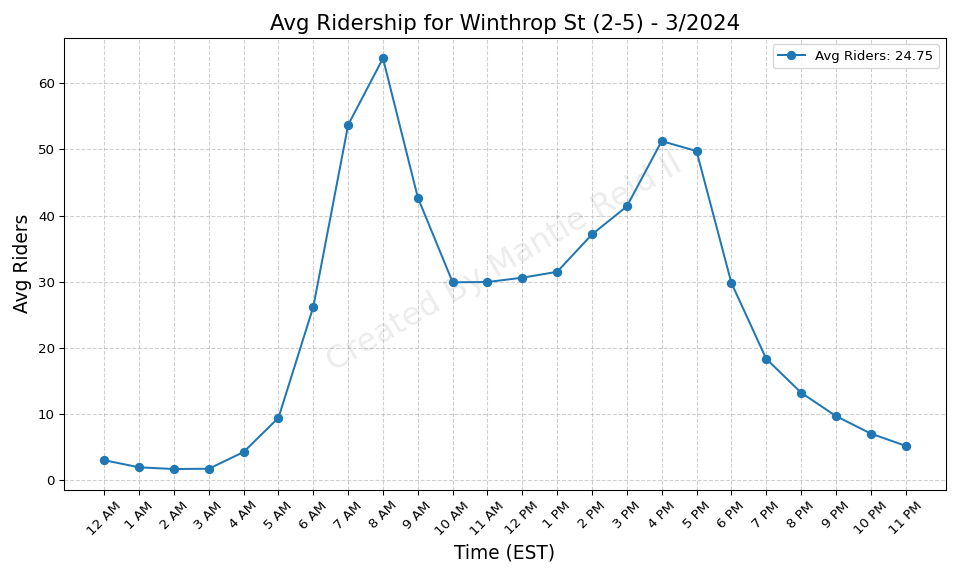 Avg Ridership for Winthrop St (2-5) - 3/2024
Avg Riders: 24.75
Avg Riders
60
50
40
30
20
10
0
Created By Mantie Reid II
12 AM
1 AM
2 AM
3 AM
4 AM
5 AM
6 AM
7 AM
8 AM
9 AM
10 AM
11 AM
12 PM
1 PM
2 PM
3 PM
4 PM
5 PM
6 PM
7 PM
8 PM
9 PM
10 PM
11 PM
Time (EST)